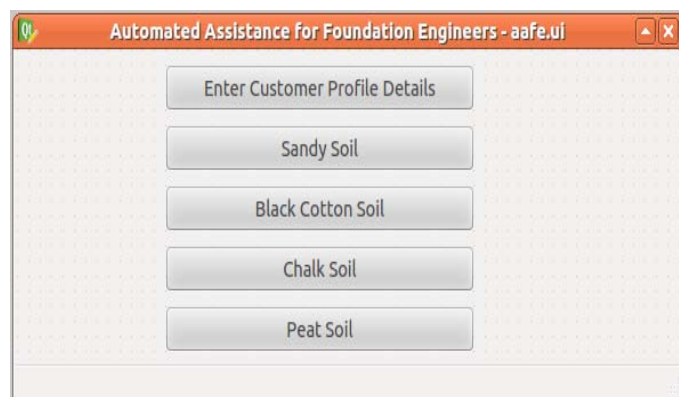 Automated Assistance for Foundation Engineers - aafe.ui
Enter Customer Profile Details
Sandy Soil
Black Cotton Soil
Chalk Soil
Peat Soil